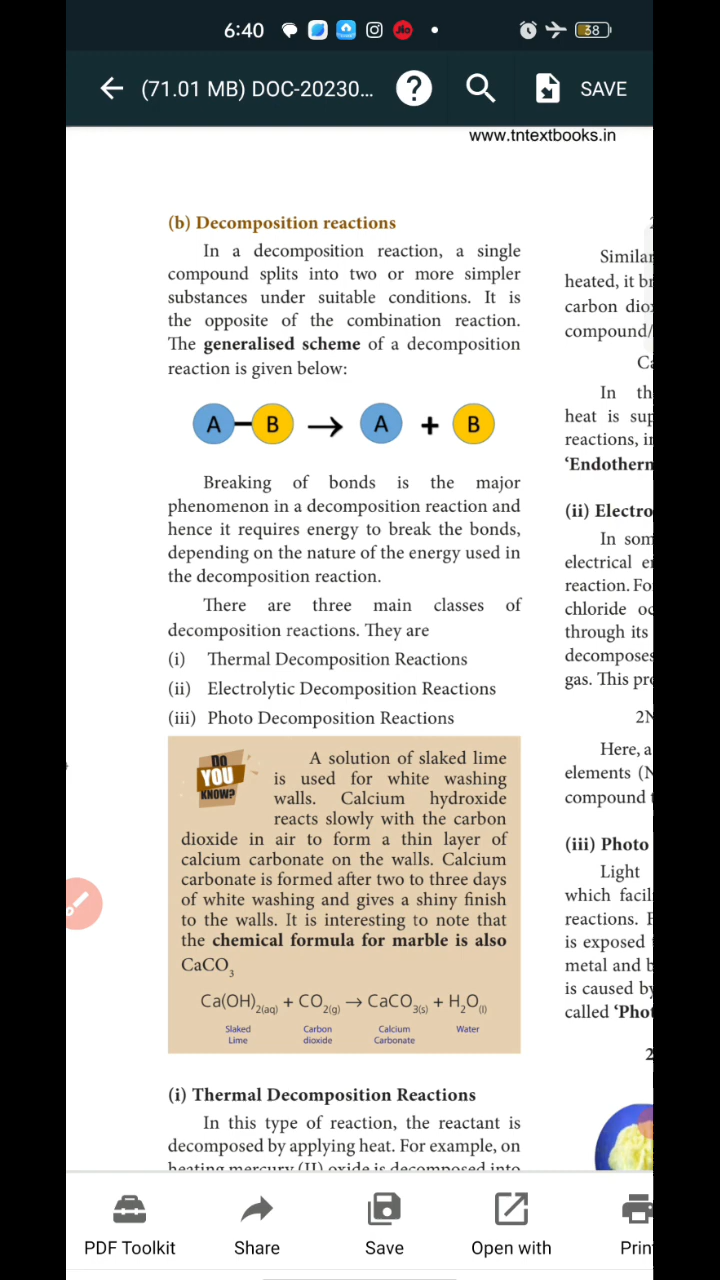 6:40
Jio
38
(71.01 MB) DOC-20230...
?
SAVE
www.tntextbooks.in
(b) Decomposition reactions
In a decomposition reaction, a single
compound splits into two or more simpler
substances under suitable conditions. It is
the opposite of the combination reaction.
The generalised scheme of a decomposition
reaction is given below:
A B → A + B
Breaking of bonds is the major
phenomenon in a decomposition reaction and
hence it requires energy to break the bonds,
depending on the nature of the energy used in
the decomposition reaction.
There are three main classes of
decomposition reactions. They are
(i) Thermal Decomposition Reactions
(ii) Electrolytic Decomposition Reactions
(iii) Photo Decomposition Reactions
DO
YOU
KNOW?
A solution of slaked lime
is used for white washing
walls. Calcium hydroxide
reacts slowly with the carbon
dioxide in air to form a thin layer of
calcium carbonate on the walls. Calcium
carbonate is formed after two to three days
of white washing and gives a shiny finish
to the walls. It is interesting to note that
the chemical formula for marble is also
CaCO₃
Ca(OH)₂(aq) + CO₂(g) → CaCO₃(s) + H₂O(l)
Slaked Carbon Calcium Water
Lime dioxide Carbonate
(i) Thermal Decomposition Reactions
In this type of reaction, the reactant is
decomposed by applying heat. For example, on
heating mercury (II) oxide is decomposed into
2
Similar
heated, it br
carbon dio
compound/
Ca
In th
heat is sup
reactions, i
‘Endotherm
(ii) Electro
In som
electrical e
reaction. Fo
chloride oc
through its
decomposes
gas. This pro
2N
Here, a
elements (N
compound
(iii) Photo
Light
which facil
reactions. F
is exposed
metal and b
is caused by
called ‘Phot
2
PDF Toolkit
Share
Save
Open with
Prin